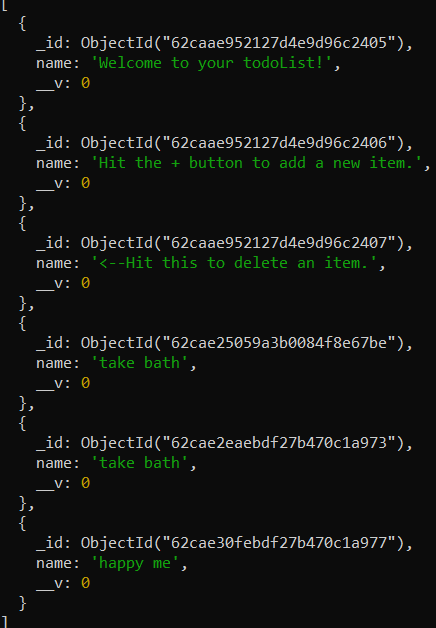 [
  {
    _id: ObjectId("62caae952127d4e9d96c2405"),
    name: 'Welcome to your todoList!',
    __v: 0
  },
  {
    _id: ObjectId("62caae952127d4e9d96c2406"),
    name: 'Hit the + button to add a new item.',
    __v: 0
  },
  {
    _id: ObjectId("62caae952127d4e9d96c2407"),
    name: '<--Hit this to delete an item.',
    __v: 0
  },
  {
    _id: ObjectId("62cae25059a3b0084f8e67be"),
    name: 'take bath',
    __v: 0
  },
  {
    _id: ObjectId("62cae2eaebdf27b470c1a973"),
    name: 'take bath',
    __v: 0
  },
  {
    _id: ObjectId("62cae30febdf27b470c1a977"),
    name: 'happy me',
    __v: 0
  }
]